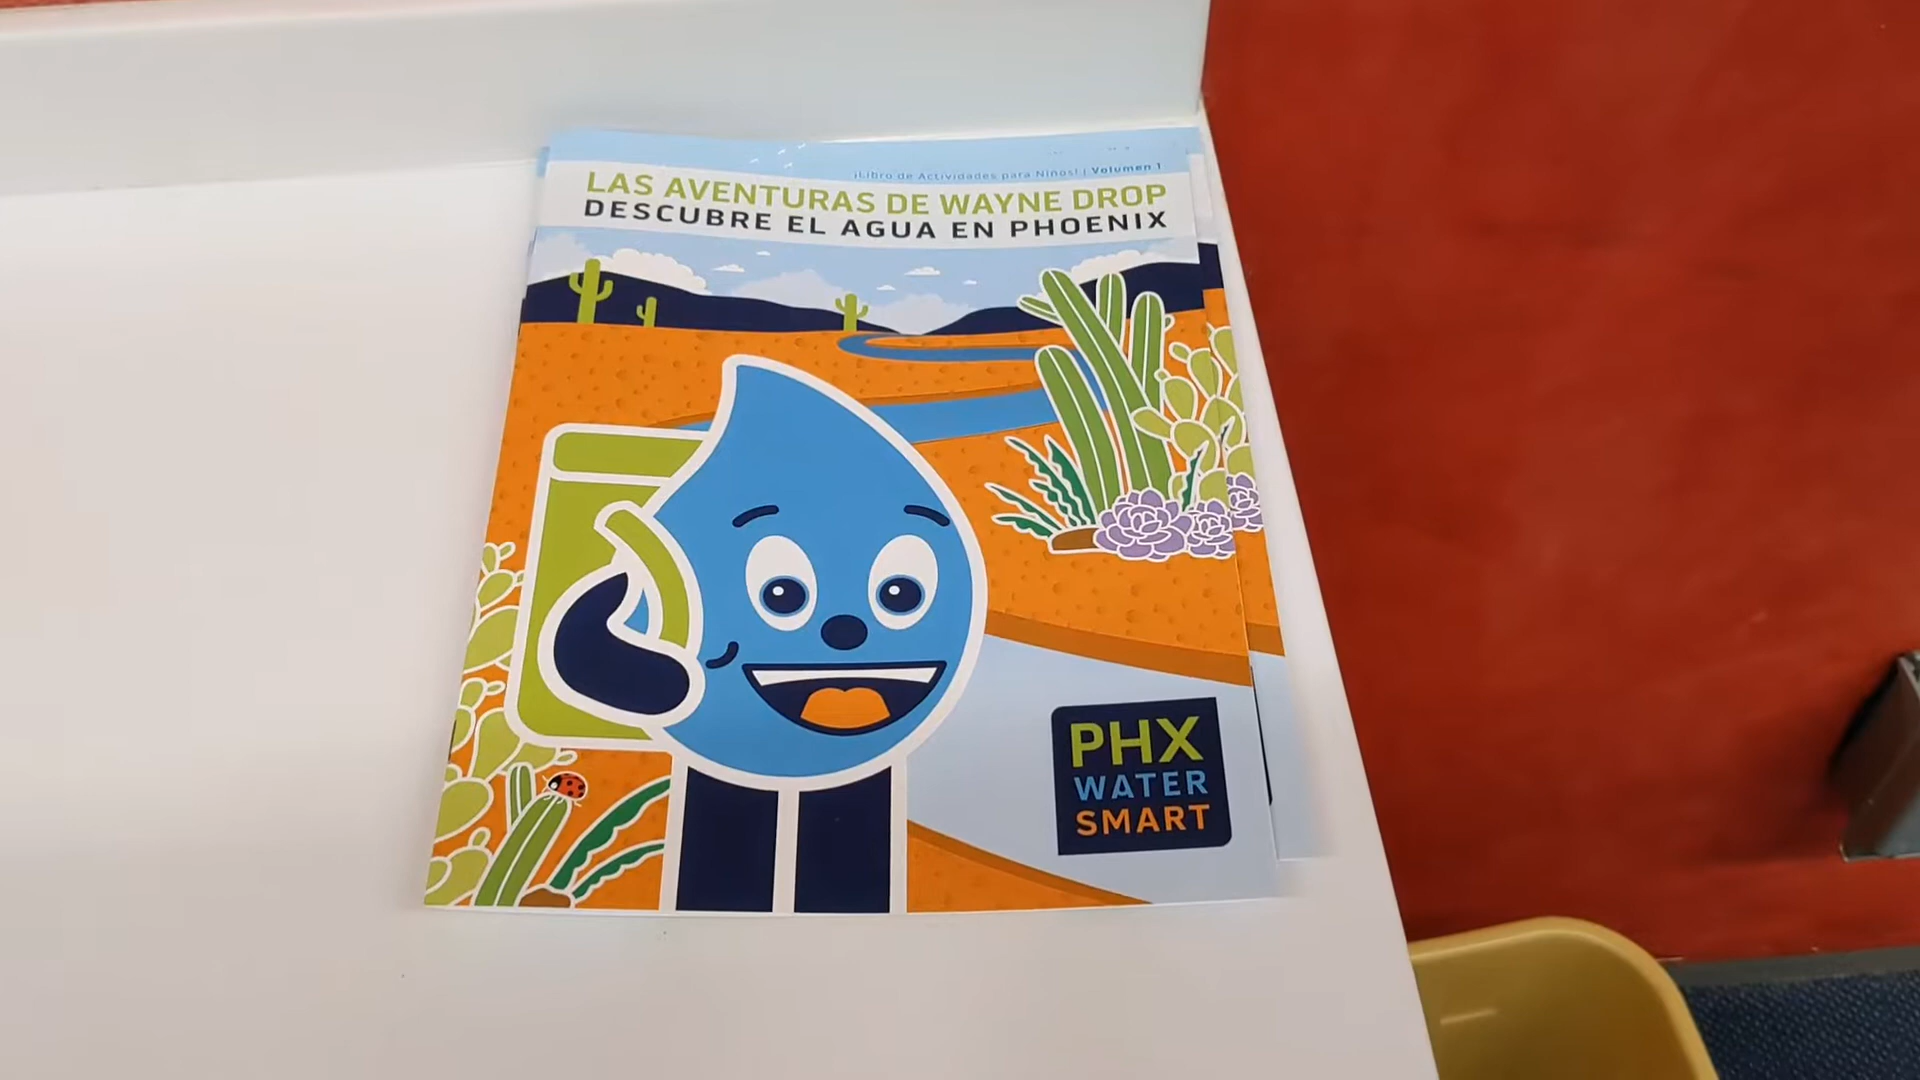 ¡Libro de Actividades para Niños! | Volumen 1
LAS AVENTURAS DE WAYNE DROP
DESCUBRE EL AGUA EN PHOENIX
PHX
WATER
SMART